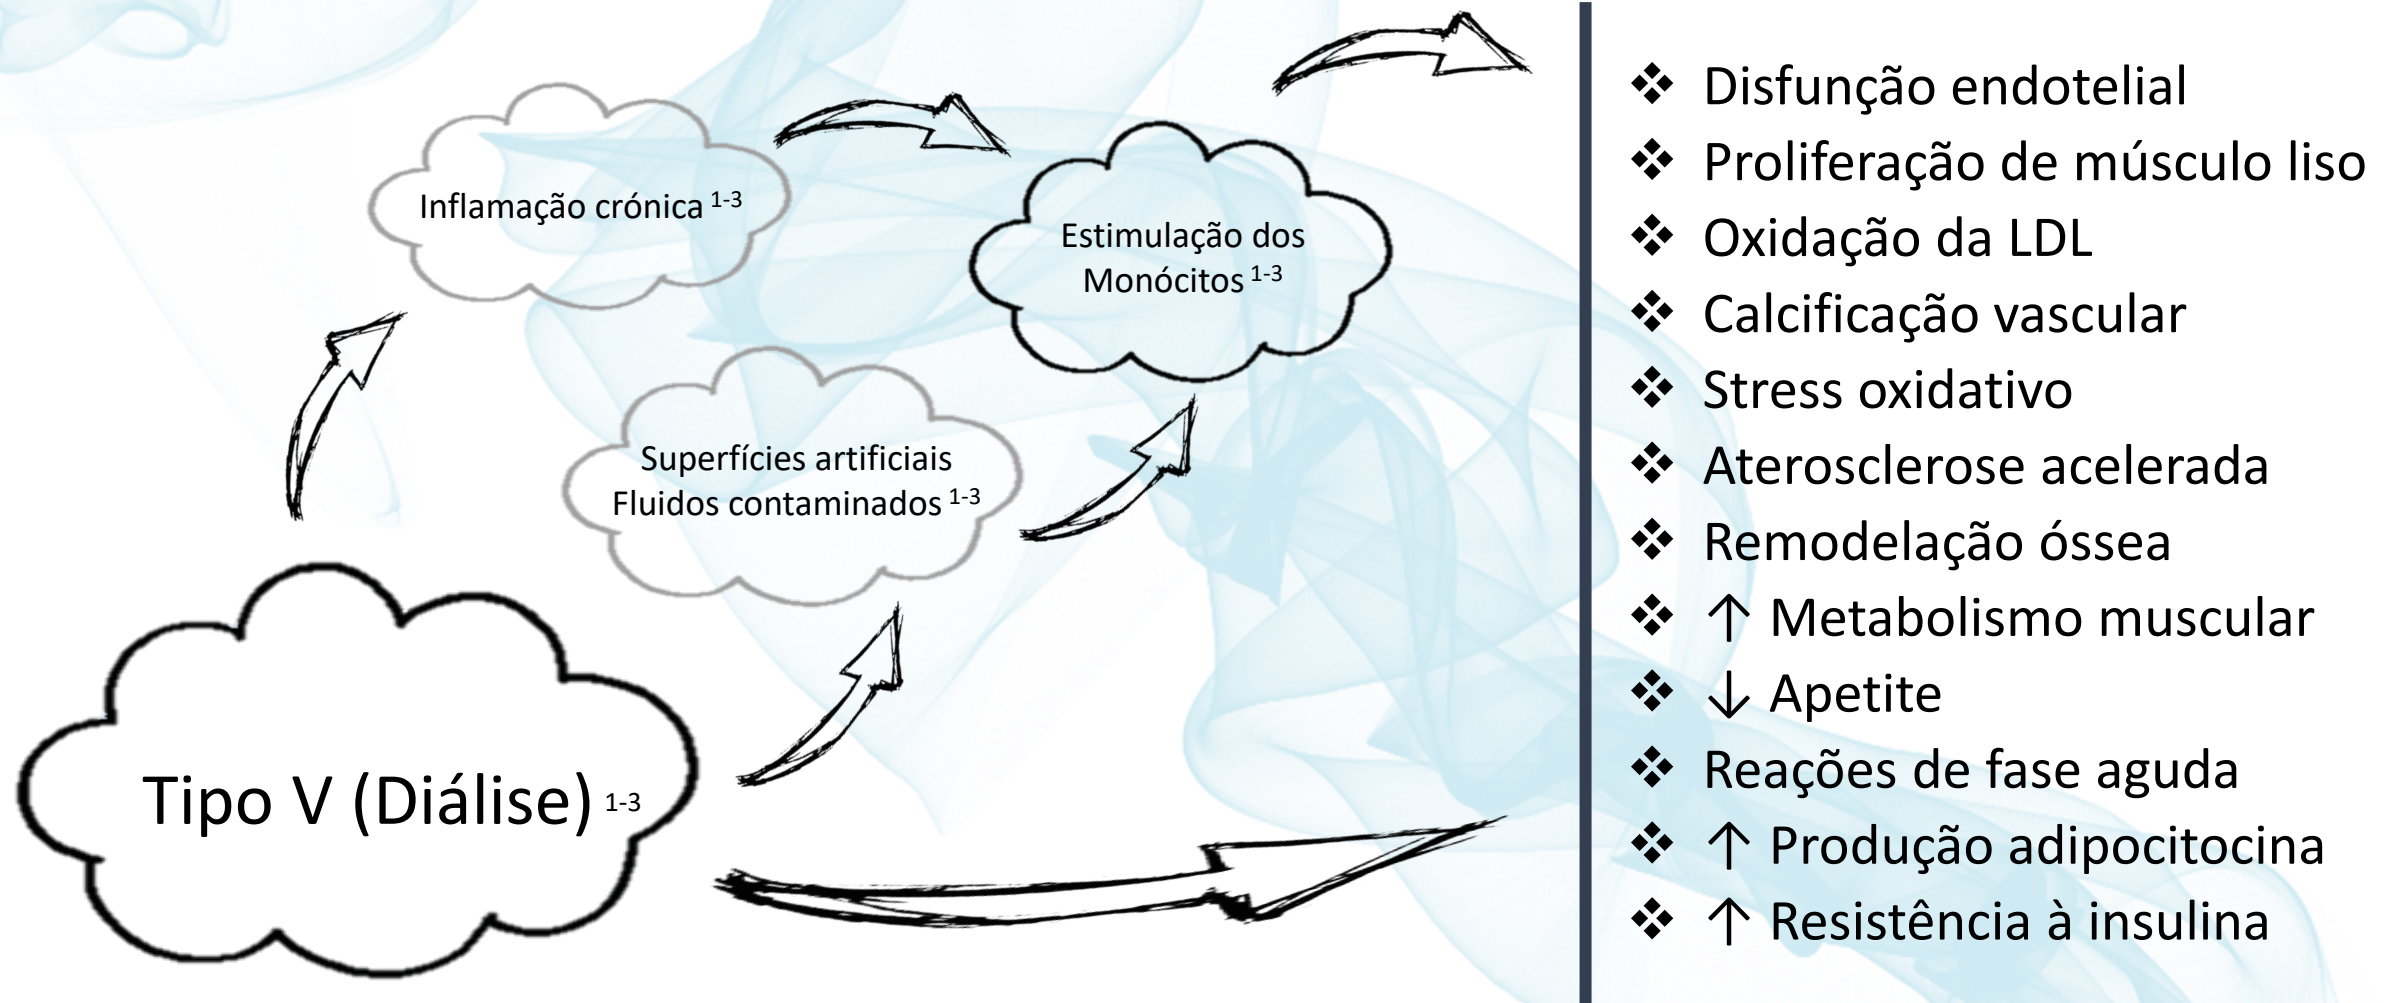 Inflamação crónica 1-3
Estimulação dos
Monócitos 1-3
Superfícies artificiais
Fluidos contaminados 1-3
Tipo V (Diálise) 1-3
❖ Disfunção endotelial
❖ Proliferação de músculo liso
❖ Oxidação da LDL
❖ Calcificação vascular
❖ Stress oxidativo
❖ Aterosclerose acelerada
❖ Remodelação óssea
❖ ↑ Metabolismo muscular
❖ ↓ Apetite
❖ Reações de fase aguda
❖ ↑ Produção adipocitocina
❖ ↑ Resistência à insulina